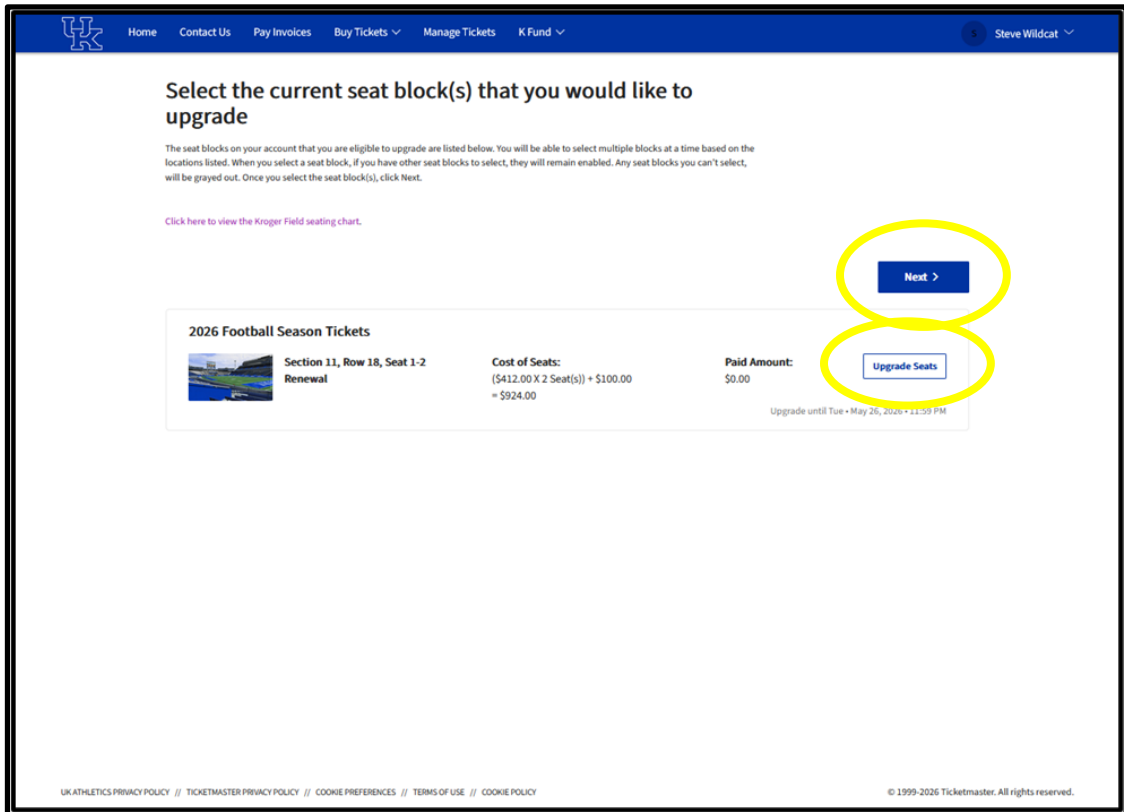 UK
Home Contact Us Pay Invoices Buy Tickets Manage Tickets K Fund S Steve Wildcat
Select the current seat block(s) that you would like to
upgrade
The seat blocks on your account that you are eligible to upgrade are listed below. You will be able to select multiple blocks at a time based on the
locations listed. When you select a seat block, if you have other seat blocks to select, they will remain enabled. Any seat blocks you can't select,
will be grayed out. Once you select the seat block(s), click Next.
Click here to view the Kroger Field seating chart.
Next >
2026 Football Season Tickets
Section 11, Row 18, Seat 1-2
Renewal
Cost of Seats:
($412.00 X 2 Seat(s)) + $100.00
= $924.00
Paid Amount:
$0.00
Upgrade Seats
Upgrade until Tue • May 26, 2026 • 11:59 PM
UK ATHLETICS PRIVACY POLICY // TICKETMASTER PRIVACY POLICY // COOKIE PREFERENCES // TERMS OF USE // COOKIE POLICY
© 1999-2026 Ticketmaster. All rights reserved.